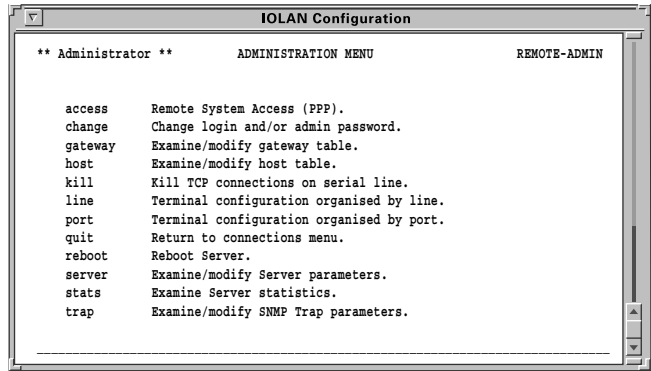 IOLAN Configuration
** Administrator ** ADMINISTRATION MENU REMOTE-ADMIN
access Remote System Access (PPP).
change Change login and/or admin password.
gateway Examine/modify gateway table.
host Examine/modify host table.
kill Kill TCP connections on serial line.
line Terminal configuration organised by line.
port Terminal configuration organised by port.
quit Return to connections menu.
reboot Reboot Server.
server Examine/modify Server parameters.
stats Examine Server statistics.
trap Examine/modify SNMP Trap parameters.